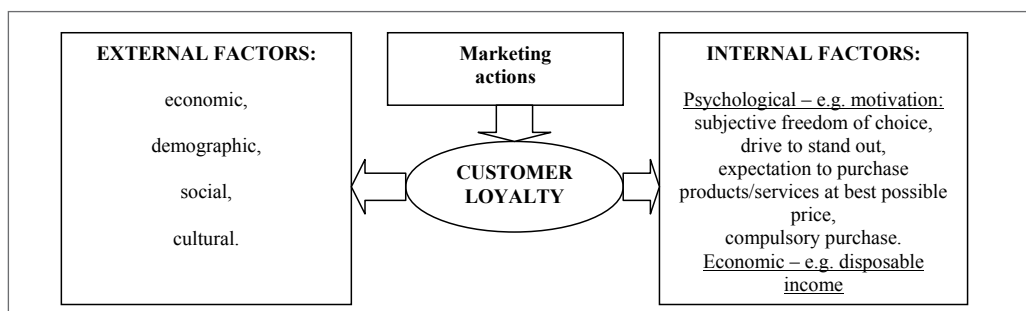 EXTERNAL FACTORS:
economic,
demographic,
social,
cultural.
Marketing
actions
CUSTOMER
LOYALTY
INTERNAL FACTORS:
Psychological – e.g. motivation:
subjective freedom of choice,
drive to stand out,
expectation to purchase
products/services at best possible
price,
compulsory purchase.
Economic – e.g. disposable
income